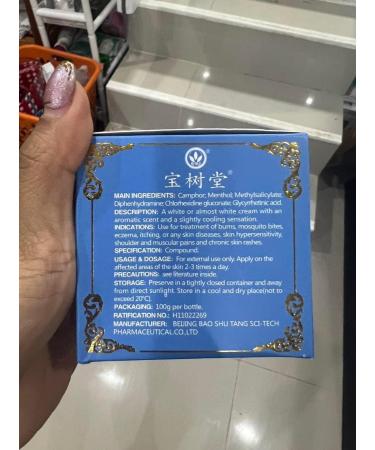 宝树堂®
MAIN INGREDIENTS: Camphor; Menthol; Methylsalicylate;
Diphenhydramine; Chlorhexidine gluconate; Glycyrrhetinic acid.
DESCRIPTION: A white or almost white cream with an
aromatic scent and a slightly cooling sensation.
INDICATIONS: Use for treatment of burns, mosquito bites,
eczema, itching, or any skin diseases, skin hypersensitivity,
shoulder and muscular pains and chronic skin rashes.
SPECIFICATION: Compound.
USAGE & DOSAGE: For external use only. Apply on the
affected areas of the skin 2-3 times a day.
PRECAUTIONS: see literature inside.
STORAGE: Preserve in a tightly closed container and away
from direct sunlight. Store in a cool and dry place(not to
exceed 20°C).
PACKAGING: 100g per bottle.
RATIFICATION NO.: H11022269
MANUFACTURER: BEIJING BAO SHU TANG SCI-TECH
PHARMACEUTICAL.CO.,LTD